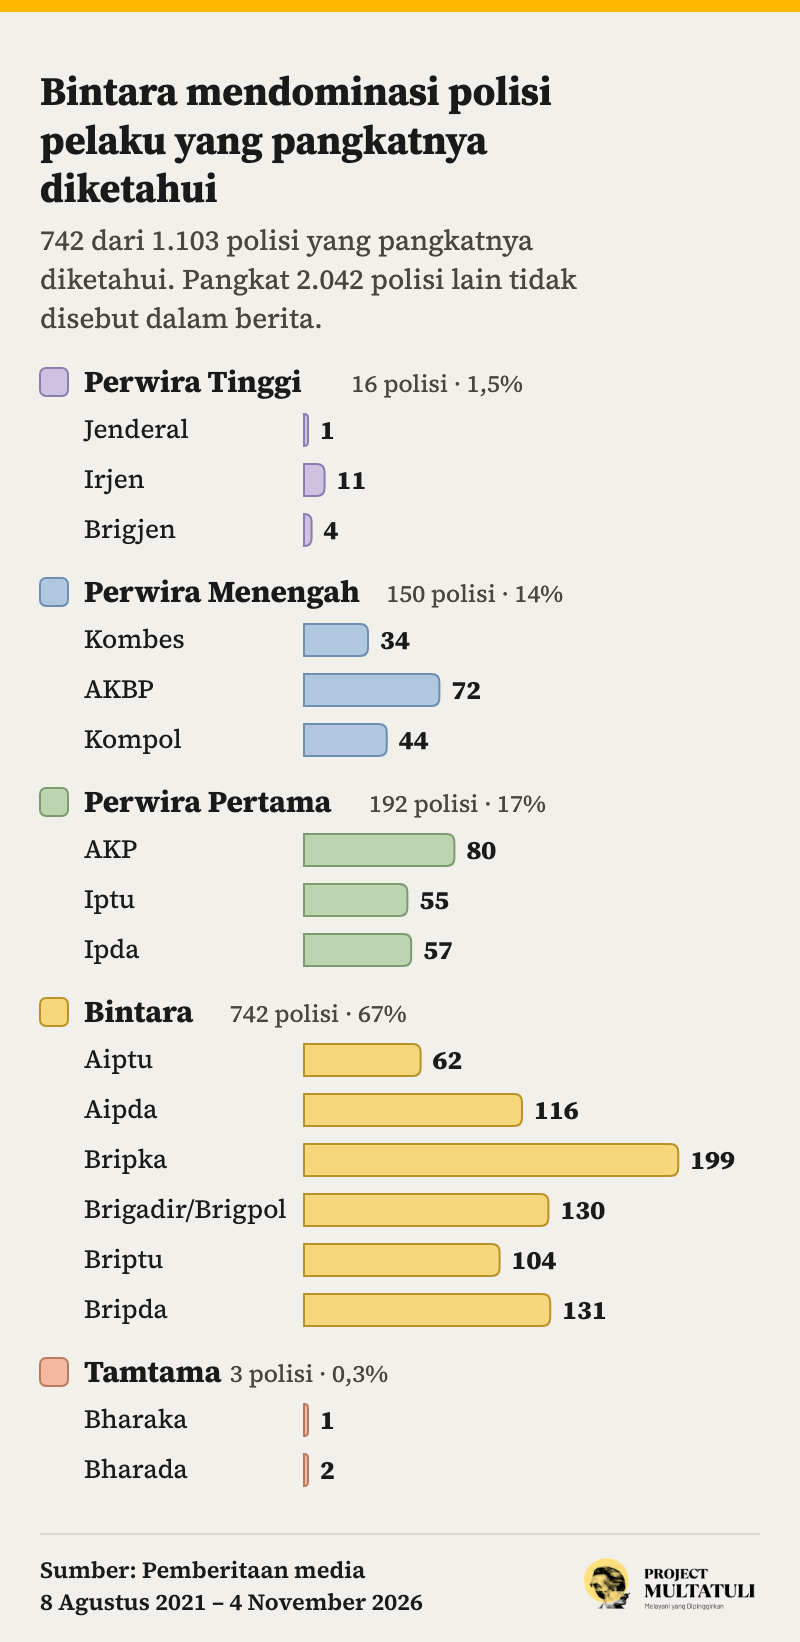 Bintara mendominasi polisi
pelaku yang pangkatnya
diketahui
742 dari 1.103 polisi yang pangkatnya
diketahui. Pangkat 2.042 polisi lain tidak
disebut dalam berita.
Perwira Tinggi 16 polisi · 1,5%
Jenderal 1
Irjen 11
Brigjen 4
Perwira Menengah 150 polisi · 14%
Kombes 34
AKBP 72
Kompol 44
Perwira Pertama 192 polisi · 17%
AKP 80
Iptu 55
Ipda 57
Bintara 742 polisi · 67%
Aiptu 62
Aipda 116
Bripka 199
Brigadir/Brigpol 130
Briptu 104
Bripda 131
Tamtama 3 polisi · 0,3%
Bharaka 1
Bharada 2
Sumber: Pemberitaan media
8 Agustus 2021 – 4 November 2026
PROJECT
MULTATULI
Melayani yang Dipinggirkan